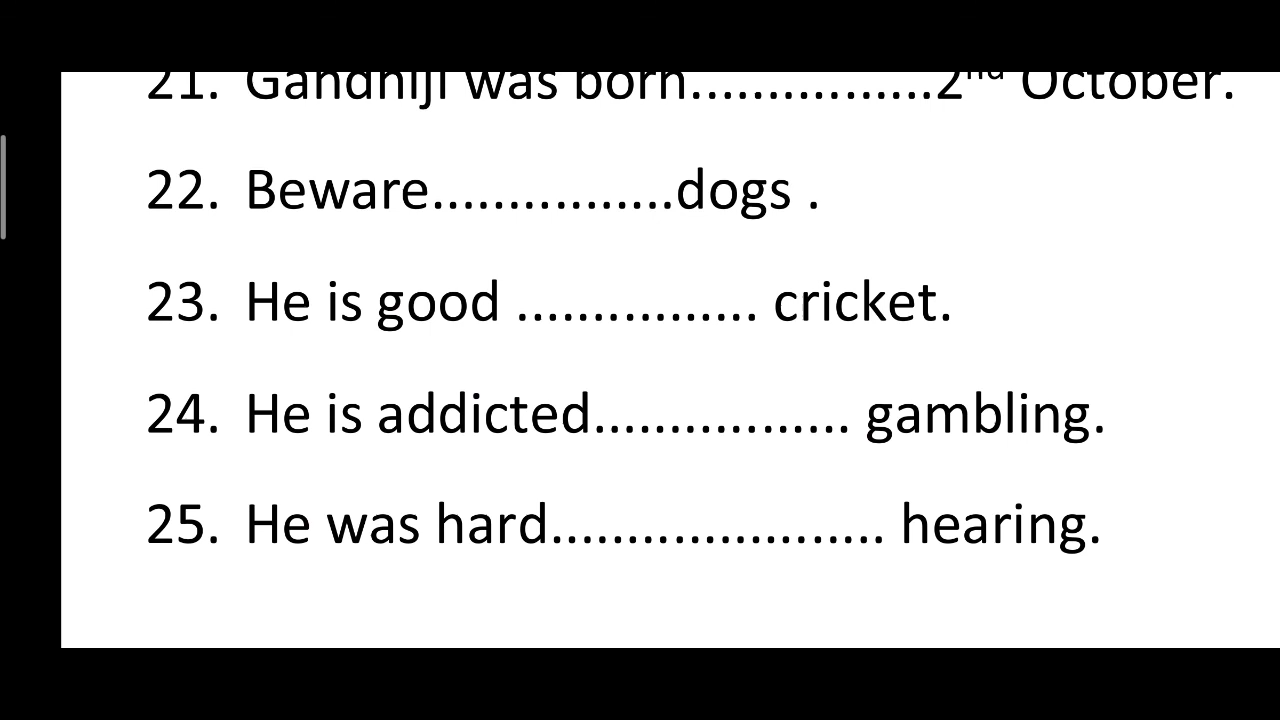 21. Gandhiji was born................2nd October.
22. Beware................dogs .
23. He is good ................ cricket.
24. He is addicted................. gambling.
25. He was hard...................... hearing.